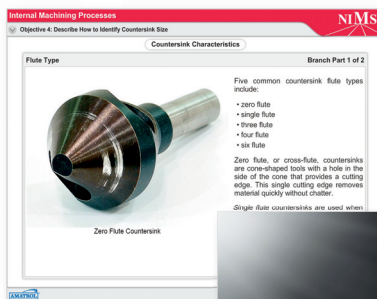 Internal Machining Processes
NIMS
Objective 4: Describe How to Identify Countersink Size
Countersink Characteristics
Flute Type
Branch Part 1 of 2
Five common countersink flute types
include:
• zero flute
• single flute
• three flute
• four flute
• six flute
Zero flute, or cross-flute, countersinks
are cone-shaped tools with a hole in the
side of the cone that provides a cutting
edge. This single cutting edge removes
material quickly without chatter.
Single flute countersinks are used when
Zero Flute Countersink
AMATROL